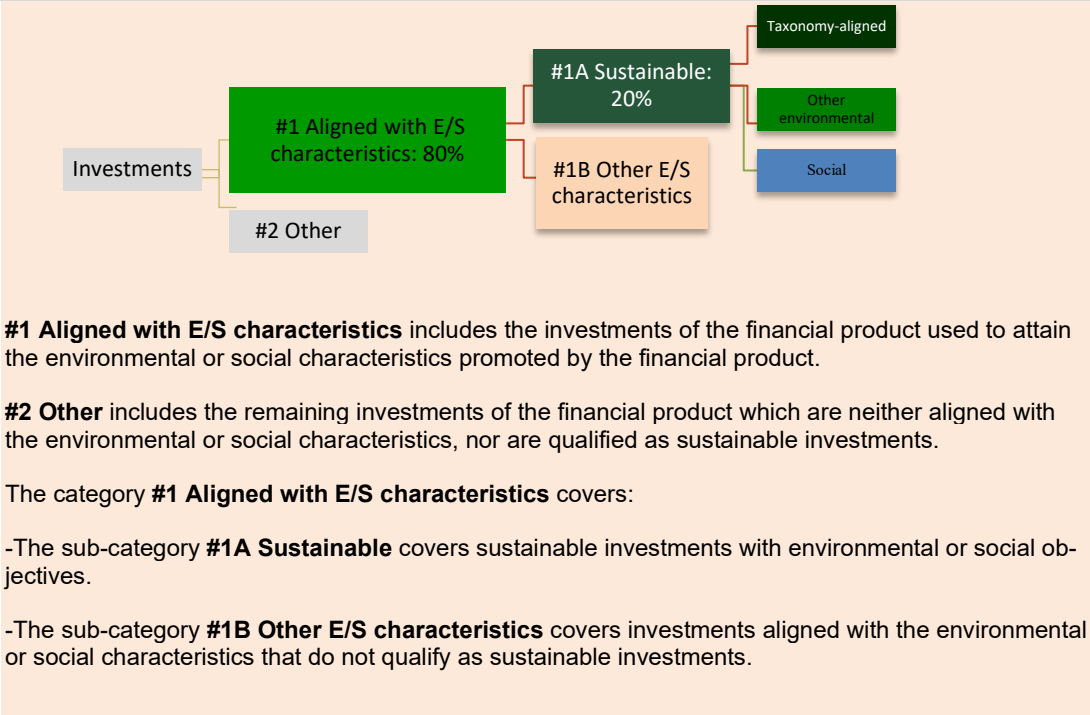 Taxonomy-aligned
#1A Sustainable:
20%
Other
environmental
#1 Aligned with E/S
characteristics: 80%
Investments
#1B Other E/S
characteristics
Social
#2 Other
#1 Aligned with E/S characteristics includes the investments of the financial product used to attain
the environmental or social characteristics promoted by the financial product.
#2 Other includes the remaining investments of the financial product which are neither aligned with
the environmental or social characteristics, nor are qualified as sustainable investments.
The category #1 Aligned with E/S characteristics covers:
-The sub-category #1A Sustainable covers sustainable investments with environmental or social ob-
jectives.
-The sub-category #1B Other E/S characteristics covers investments aligned with the environmental
or social characteristics that do not qualify as sustainable investments.